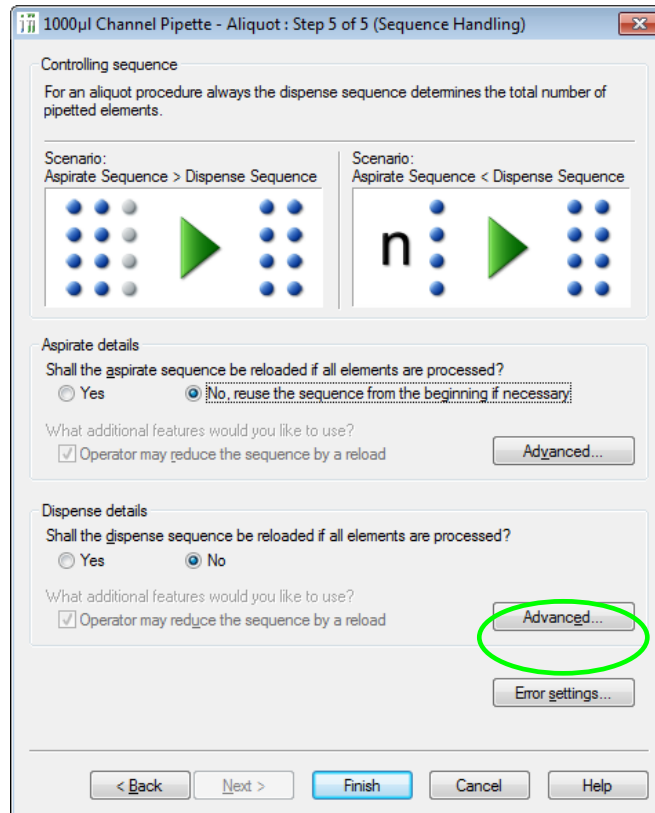 1000µl Channel Pipette - Aliquot : Step 5 of 5 (Sequence Handling)
Controlling sequence
For an aliquot procedure always the dispense sequence determines the total number of
pipetted elements.
Scenario:
Aspirate Sequence > Dispense Sequence
Scenario:
Aspirate Sequence < Dispense Sequence
n
Aspirate details
Shall the aspirate sequence be reloaded if all elements are processed?
Yes
No, reuse the sequence from the beginning if necessary
What additional features would you like to use?
Operator may reduce the sequence by a reload
Advanced...
Dispense details
Shall the dispense sequence be reloaded if all elements are processed?
Yes
No
What additional features would you like to use?
Operator may reduce the sequence by a reload
Advanced...
Error settings...
< Back
Next >
Finish
Cancel
Help